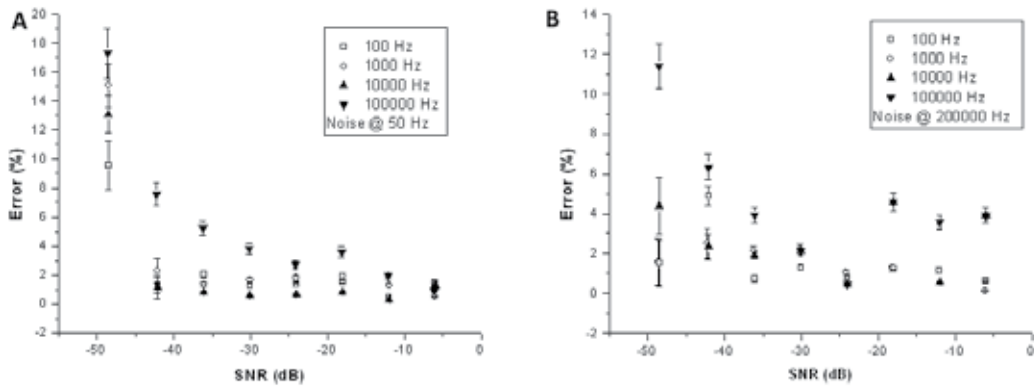 A
20
18
16
14
12
10
8
6
4
2
0
-2
Error (%)
-50
-40
-30
-20
-10
0
SNR (dB)
100 Hz
1000 Hz
10000 Hz
100000 Hz
Noise @ 50 Hz
B
14
12
10
8
6
4
2
0
-2
Error (%)
-50
-40
-30
-20
-10
0
SNR (dB)
100 Hz
1000 Hz
10000 Hz
100000 Hz
Noise @ 200000 Hz